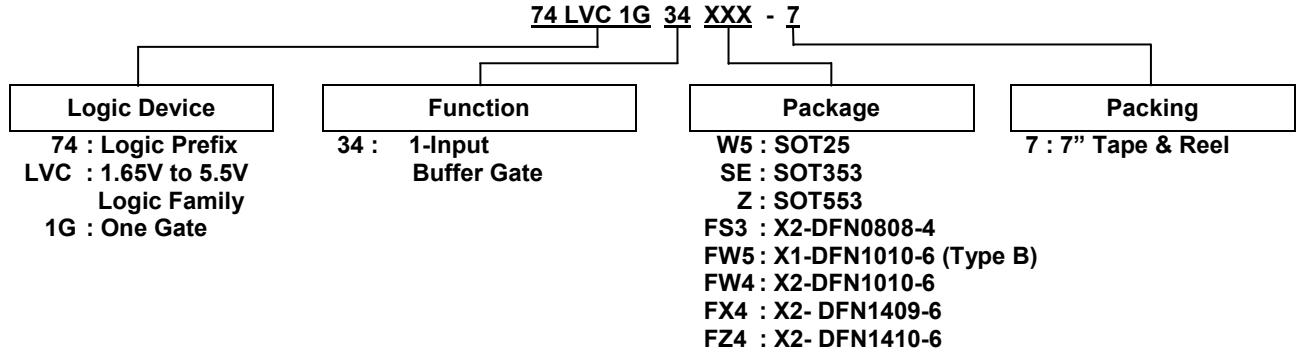 74 LVC 1G 34 XXX - 7
Logic Device
74 : Logic Prefix
LVC : 1.65V to 5.5V
Logic Family
1G : One Gate
Function
34 : 1-Input
Buffer Gate
Package
W5 : SOT25
SE : SOT353
Z : SOT553
FS3 : X2-DFN0808-4
FW5 : X1-DFN1010-6 (Type B)
FW4 : X2-DFN1010-6
FX4 : X2- DFN1409-6
FZ4 : X2- DFN1410-6
Packing
7 : 7” Tape & Reel